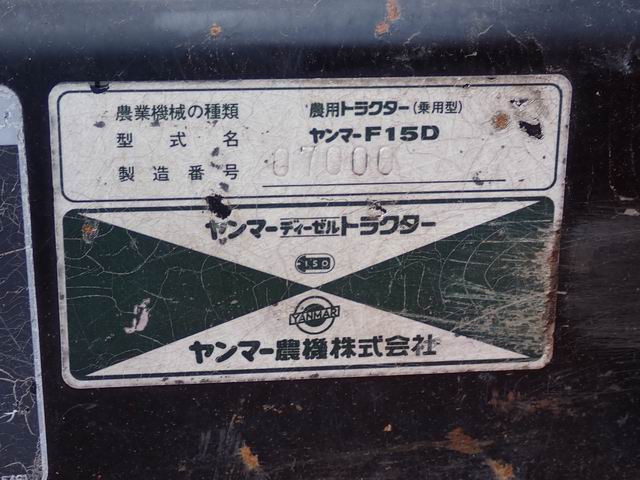 農業機械の種類 農用トラクター(乗用型)
型式名 ヤンマーF15D
製造番号 07000
ヤンマーディーゼルトラクター
ISO
YANMAR
ヤンマー農機株式会社